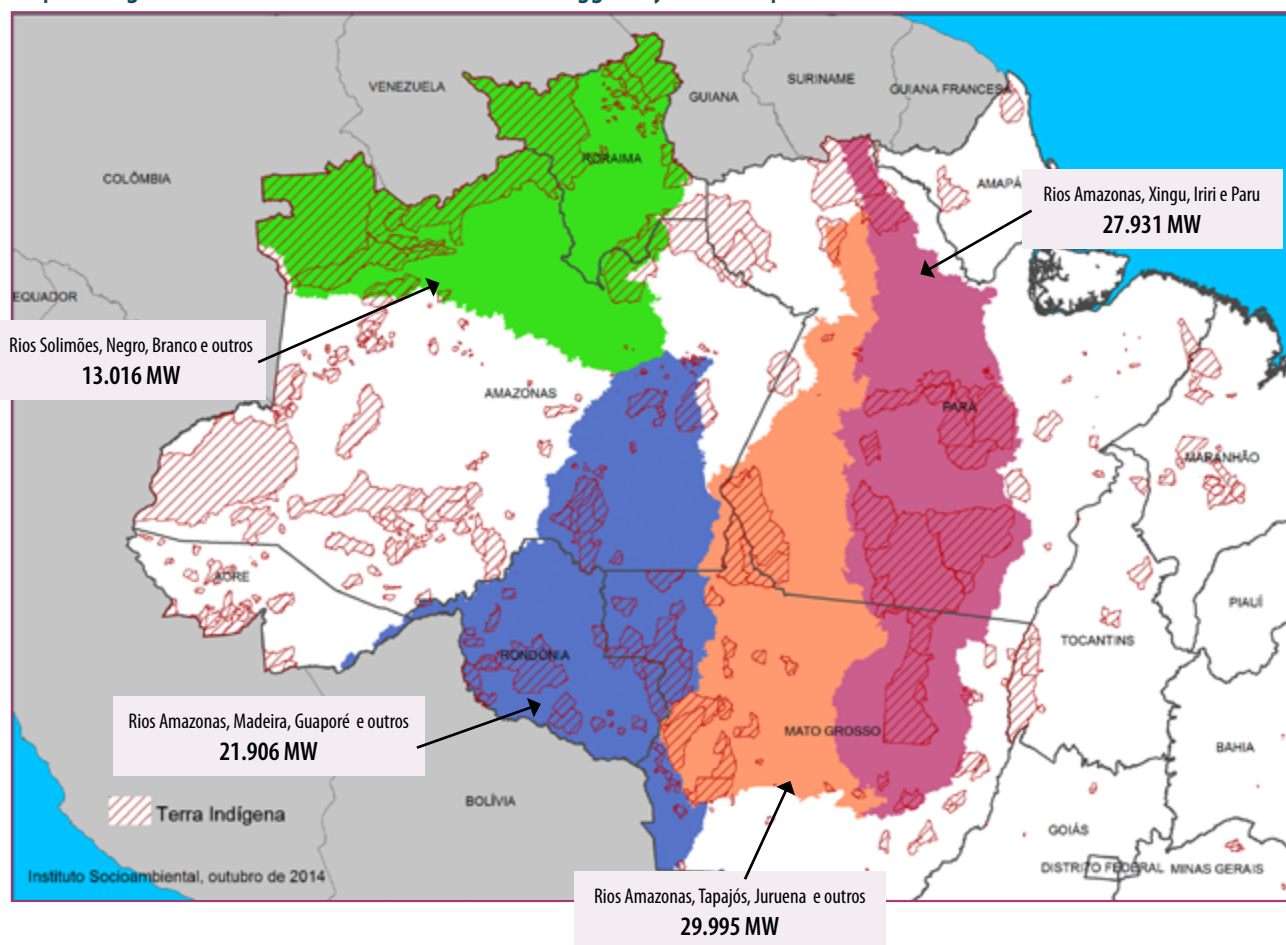 VENEZUELA
SURINAME
GUIANA
GUIANA FRANCESA
COLÔMBIA
RORAIMA
AMAPÁ
Rios Amazonas, Xingu, Iriri e Paru
27.931 MW
EQUADOR
Rios Solimões, Negro, Branco e outros
13.016 MW
AMAZONAS
PARÁ
MARANHÃO
ACRE
PIAUÍ
TOCANTINS
RONDÔNIA
Rios Amazonas, Madeira, Guaporé e outros
21.906 MW
MATO GROSSO
BAHIA
BOLÍVIA
Terra Indígena
GOIÁS
DISTRITO FEDERAL
MINAS GERAIS
Instituto Socioambiental, outubro de 2014
Rios Amazonas, Tapajós, Juruena e outros
29.995 MW